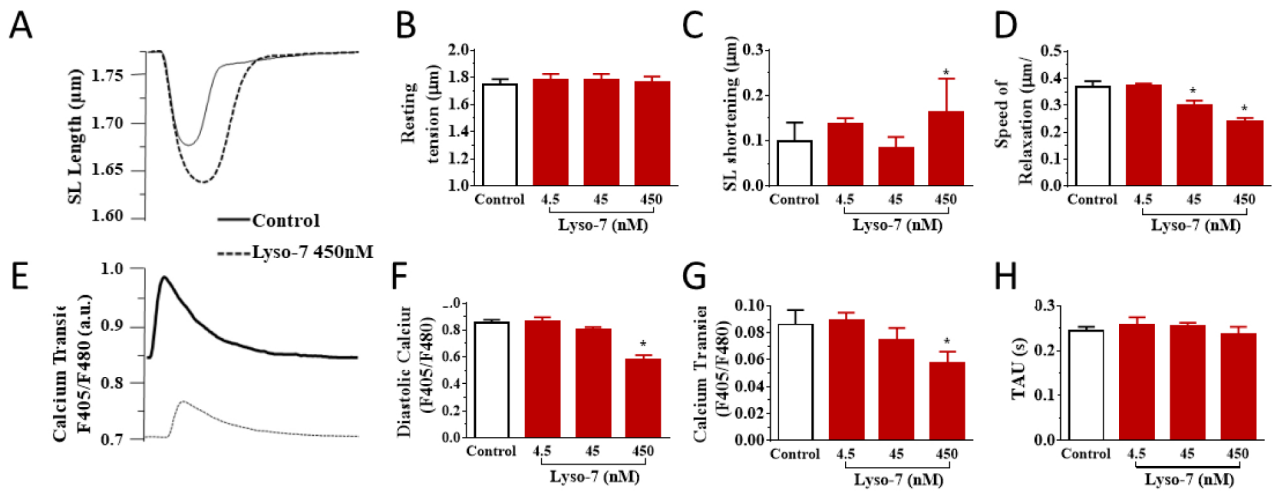 A
SL Length (µm)
1.75
1.70
1.65
1.60
Control
Lyso-7 450nM
B
Resting
tension (µm)
2.0
1.8
1.6
1.4
1.2
1.0
Control
4.5
45
450
Lyso-7 (nM)
C
SL shortening (µm)
0.3
0.2
0.1
0.0
*
Control
4.5
45
450
Lyso-7 (nM)
D
Speed of
Relaxation (µm/
0.5
0.4
0.3
0.2
0.1
0.0
*
*
Control
4.5
45
450
Lyso-7 (nM)
E
Calcium Transie
F405/F480 (a.u.)
1.0
0.9
0.8
0.7
F
Diastolic Calciur
(F405/F480)
.0
0.8
0.6
0.4
0.2
0.0
*
Control
4.5
45
450
Lyso-7 (nM)
G
Calcium Transier
(F405/F480)
0.10
0.08
0.06
0.04
0.02
0.00
*
Control
4.5
45
450
Lyso-7 (nM)
H
TAU (s)
0.3
0.2
0.1
0.0
Control
4.5
45
450
Lyso-7 (nM)